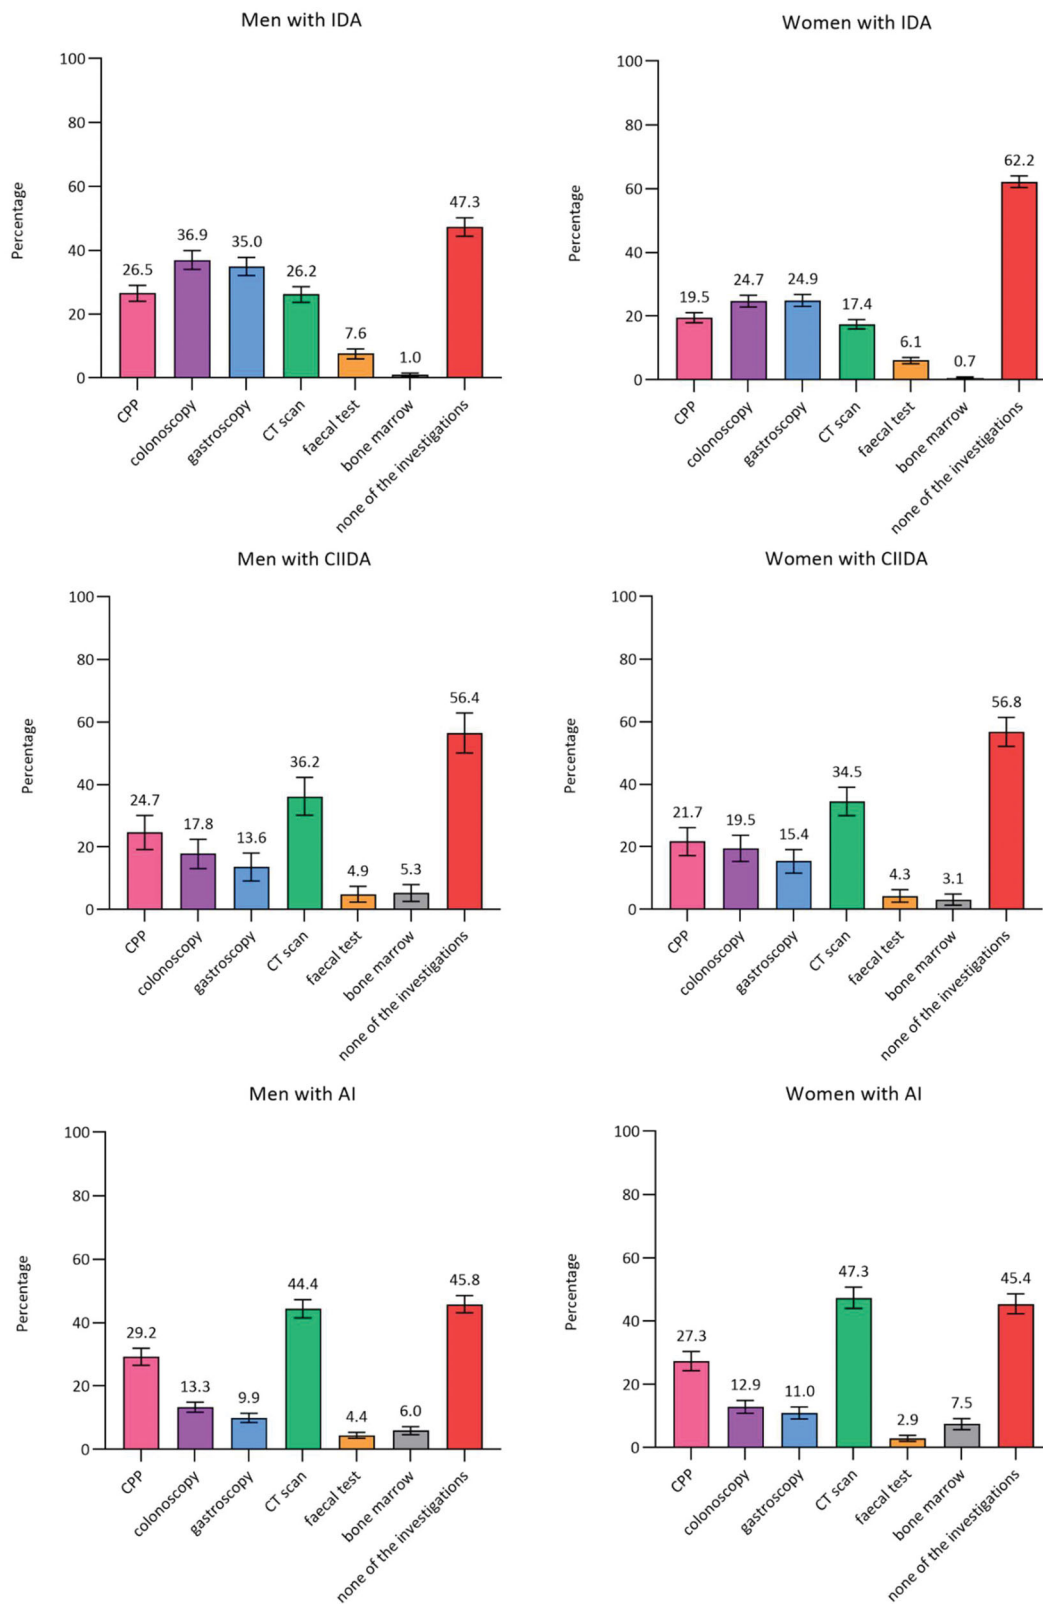 Men with IDA
Percentage
100
80
60
40
20
0
26.5
36.9
35.0
26.2
7.6
1.0
47.3
CPP
colonoscopy
gastroscopy
CT scan
faecal test
bone marrow
none of the investigations
Women with IDA
Percentage
100
80
60
40
20
0
19.5
24.7
24.9
17.4
6.1
0.7
62.2
CPP
colonoscopy
gastroscopy
CT scan
faecal test
bone marrow
none of the investigations
Men with CIIDA
Percentage
100
80
60
40
20
0
24.7
17.8
13.6
36.2
4.9
5.3
56.4
CPP
colonoscopy
gastroscopy
CT scan
faecal test
bone marrow
none of the investigations
Women with CIIDA
Percentage
100
80
60
40
20
0
21.7
19.5
15.4
34.5
4.3
3.1
56.8
CPP
colonoscopy
gastroscopy
CT scan
faecal test
bone marrow
none of the investigations
Men with AI
Percentage
100
80
60
40
20
0
29.2
13.3
9.9
44.4
4.4
6.0
45.8
CPP
colonoscopy
gastroscopy
CT scan
faecal test
bone marrow
none of the investigations
Women with AI
Percentage
100
80
60
40
20
0
27.3
12.9
11.0
47.3
2.9
7.5
45.4
CPP
colonoscopy
gastroscopy
CT scan
faecal test
bone marrow
none of the investigations